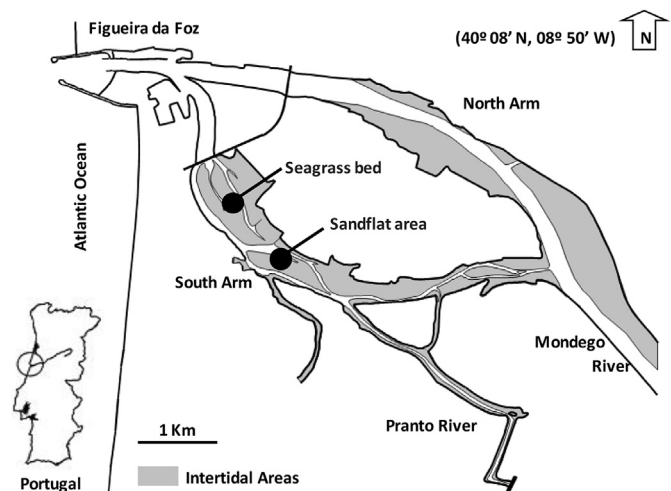 Figueira da Foz
(40º 08’ N, 08º 50’ W)
N
North Arm
Seagrass bed
Atlantic Ocean
Sandflat area
South Arm
Mondego
River
1 Km
Pranto River
Portugal
Intertidal Areas